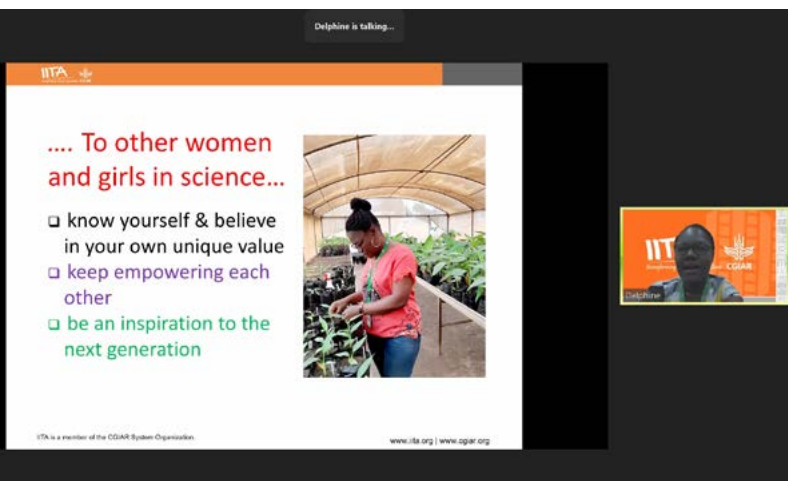 Delphine is talking...
IITA
.... To other women
and girls in science...
know yourself & believe
in your own unique value
keep empowering each
other
be an inspiration to the
next generation
IITA is a member of the CGIAR System Organization.
www.iita.org | www.cgiar.org
IIT
CGIAR
Delphine